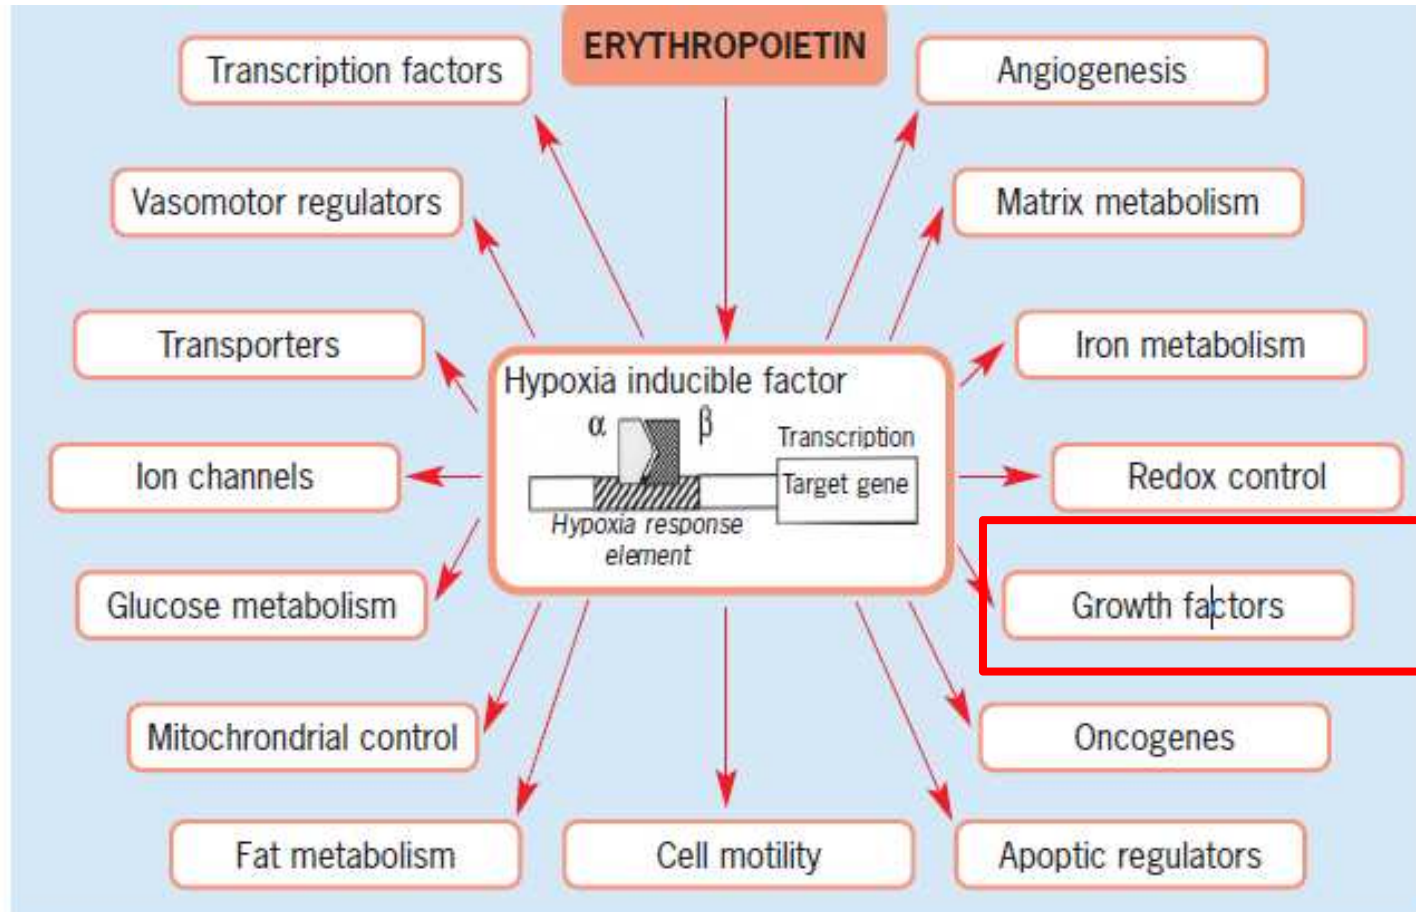 ERYTHROPOIETIN
Transcription factors
Angiogenesis
Vasomotor regulators
Matrix metabolism
Transporters
Iron metabolism
Hypoxia inducible factor
α β
Transcription
Target gene
Hypoxia response
element
Ion channels
Redox control
Glucose metabolism
Growth factors
Mitochrondrial control
Oncogenes
Fat metabolism
Cell motility
Apoptic regulators